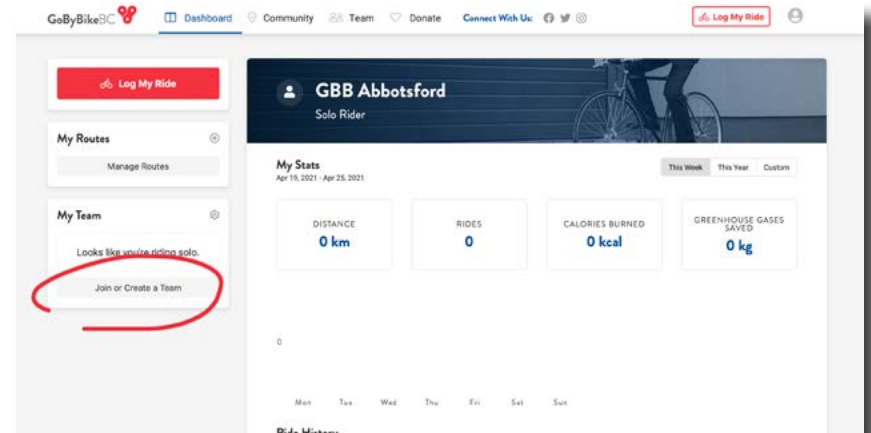 GoByBikeBC Dashboard Community Team Donate Connect With Us: Log My Ride
Log My Ride
GBB Abbotsford
Solo Rider
My Routes
Manage Routes
My Stats
Apr 19, 2021 - Apr 25, 2021
This Week This Year Custom
My Team
Looks like you're riding solo.
Join or Create a Team
DISTANCE
0 km
RIDES
0
CALORIES BURNED
0 kcal
GREENHOUSE GASES
SAVED
0 kg
0
Mon Tue Wed Thu Fri Sat Sun
Ride History